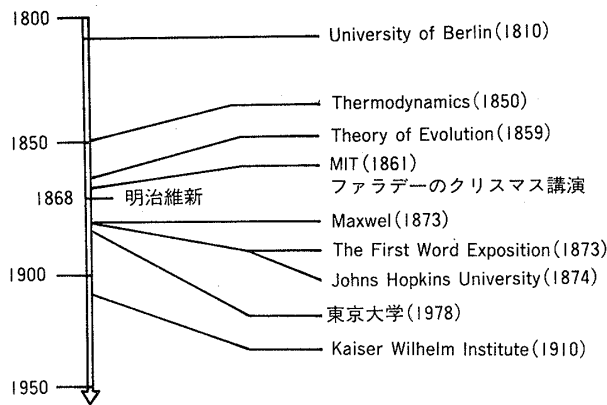 1800
University of Berlin(1810)
Thermodynamics(1850)
1850
Theory of Evolution(1859)
MIT(1861)
ファラデーのクリスマス講演
1868 明治維新
Maxwel(1873)
The First Word Exposition(1873)
1900
Johns Hopkins University(1874)
東京大学(1978)
Kaiser Wilhelm Institute(1910)
1950